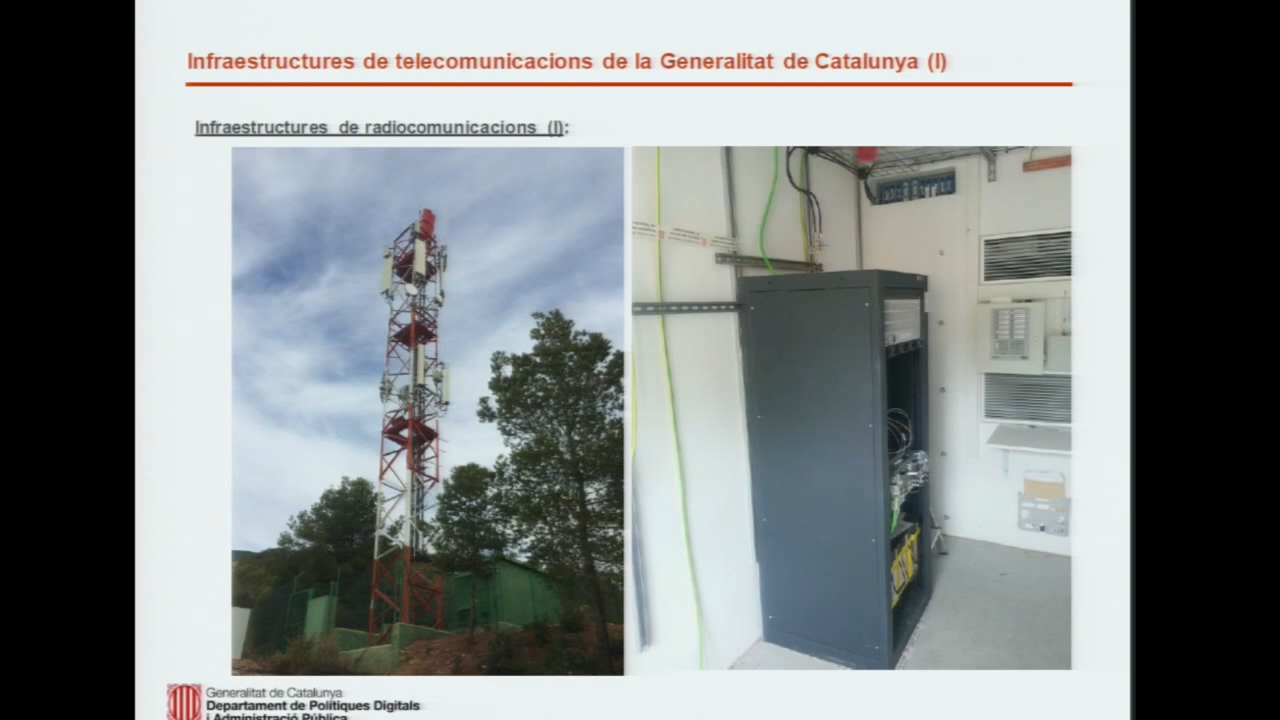 Infraestructures de telecomunicacions de la Generalitat de Catalunya (I)
Infraestructures de radiocomunicacions (I):
Generalitat de Catalunya
Departament de Polítiques Digitals
i Administració Pública